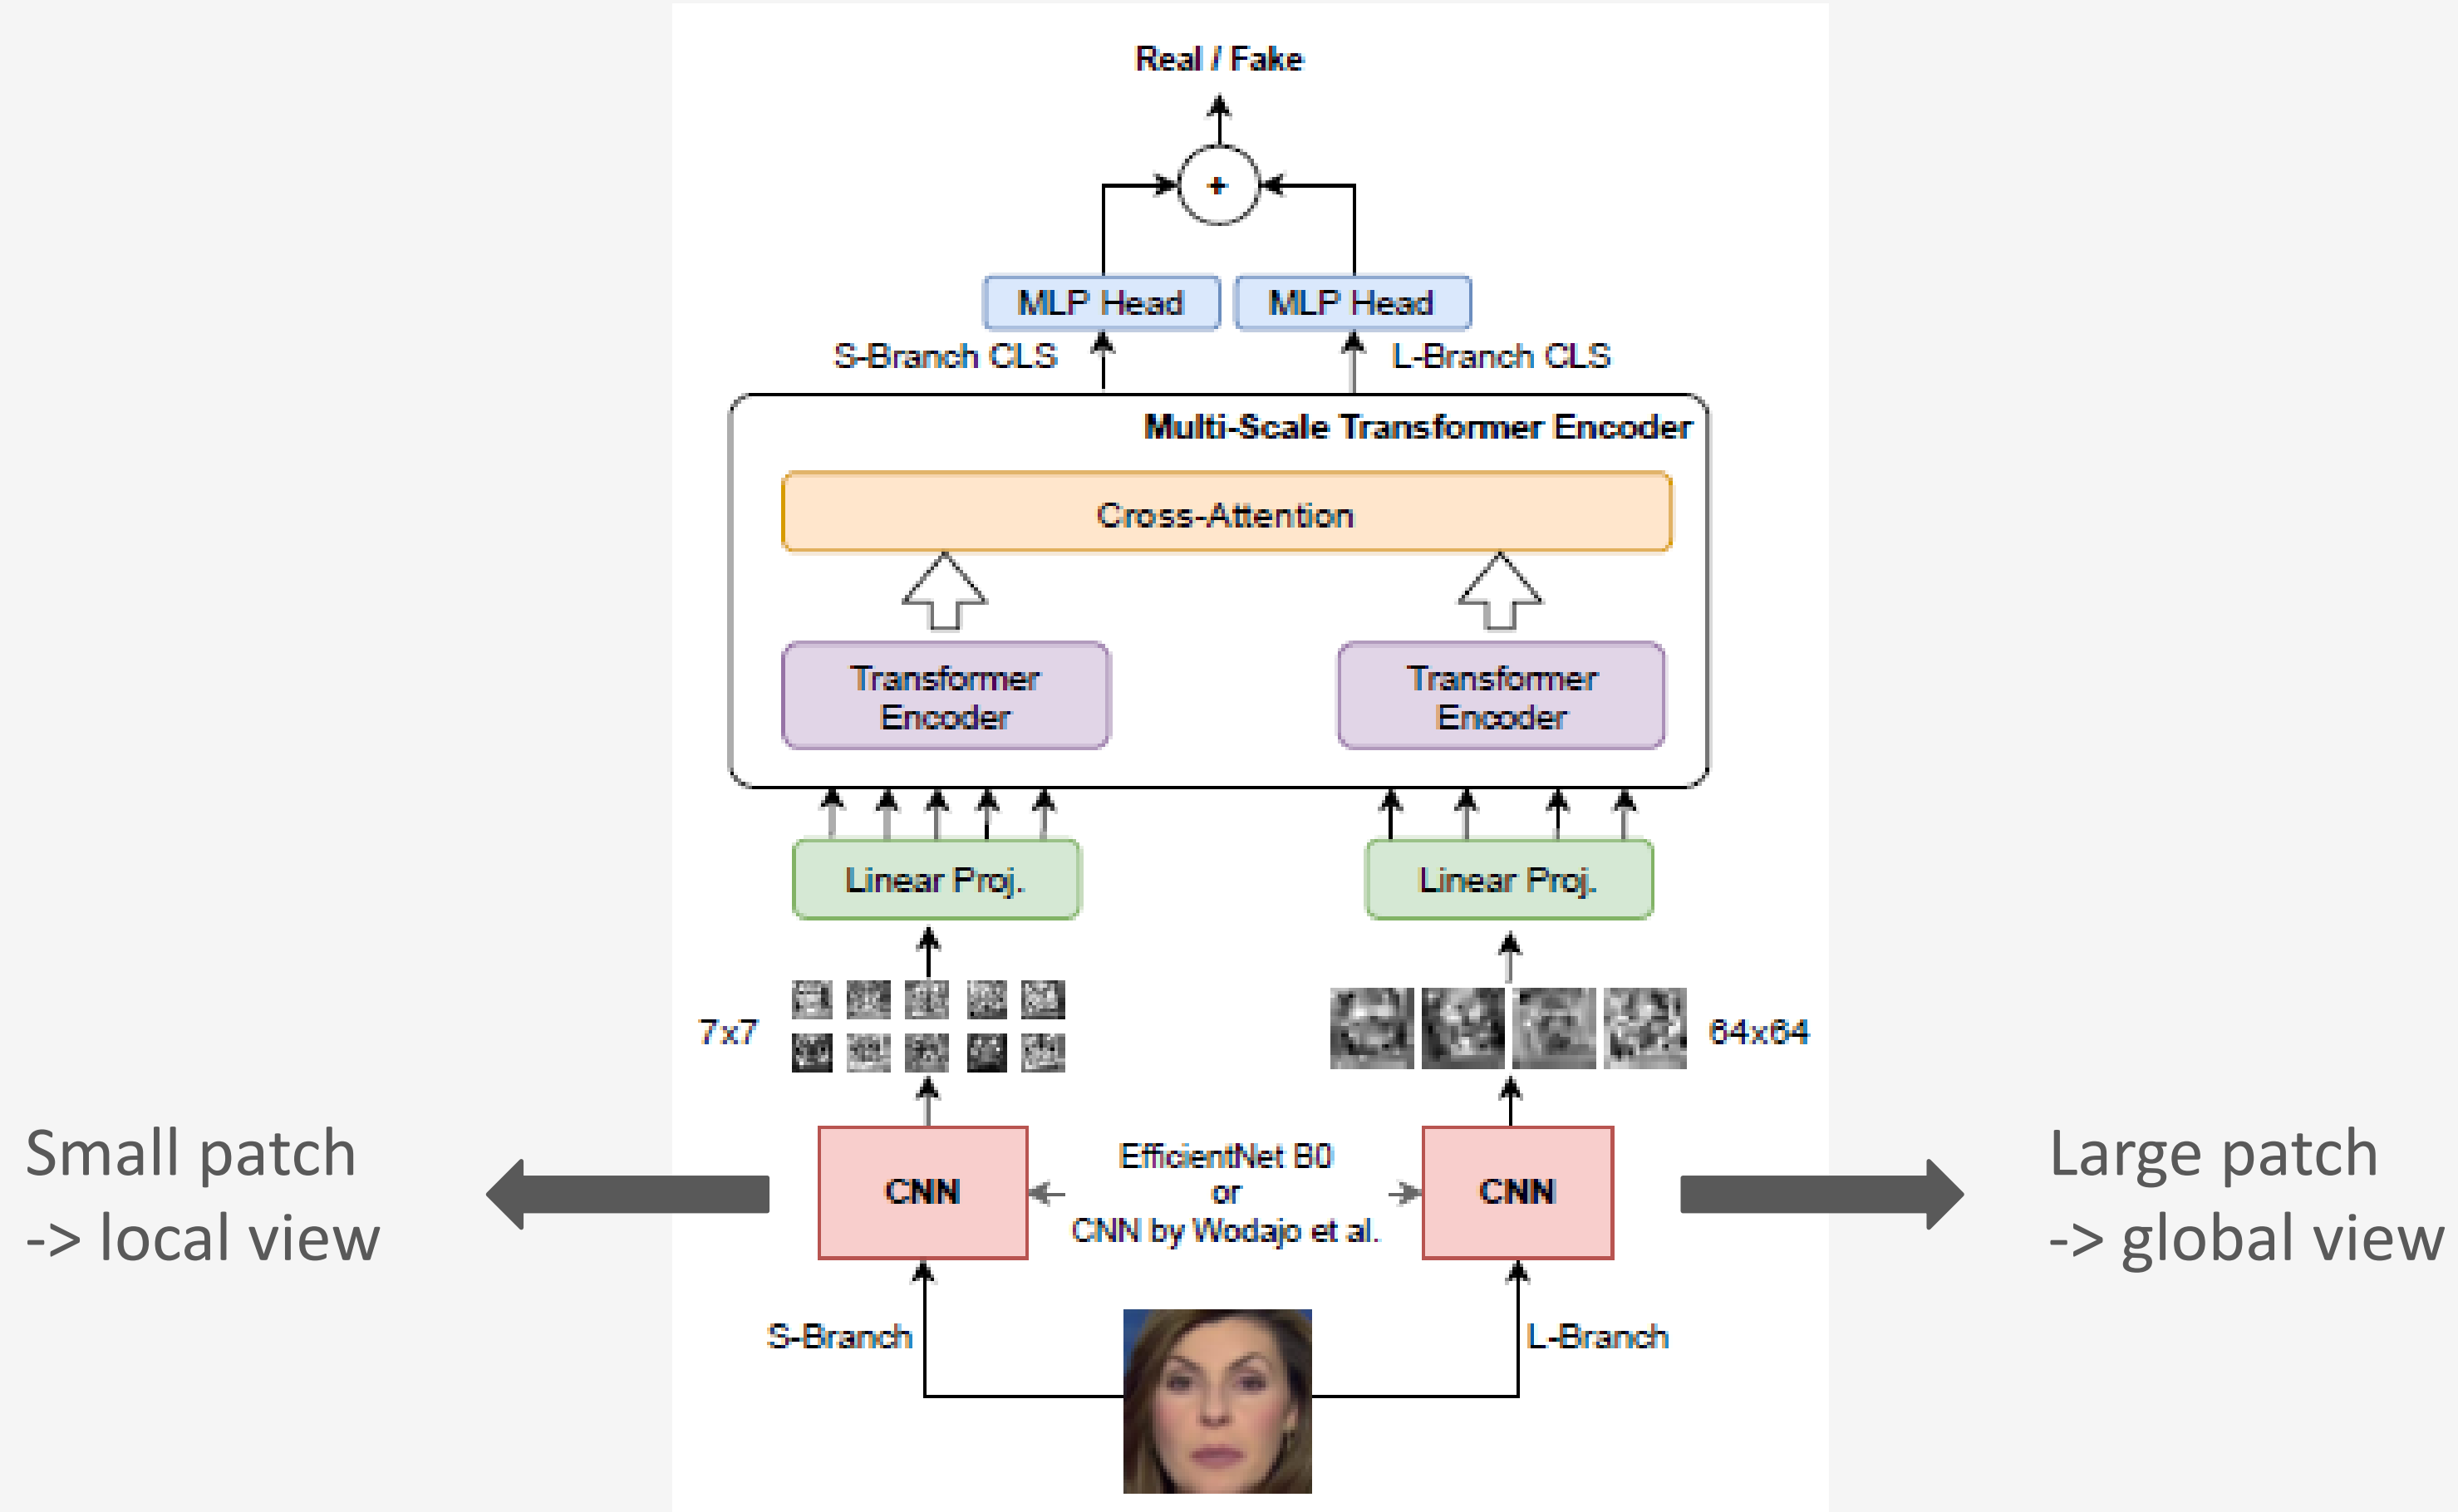 Real / Fake
+
MLP Head
MLP Head
S-Branch CLS
L-Branch CLS
Multi-Scale Transformer Encoder
Cross-Attention
Transformer
Encoder
Transformer
Encoder
Linear Proj.
Linear Proj.
7x7
64x64
Small patch
-> local view
CNN
EfficientNet B0
or
CNN by Wodajo et al.
CNN
Large patch
-> global view
S-Branch
L-Branch